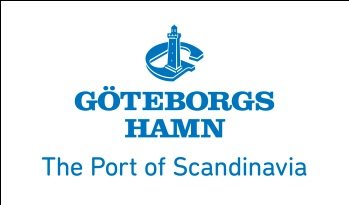 GÖTEBORGS
HAMN
The Port of Scandinavia